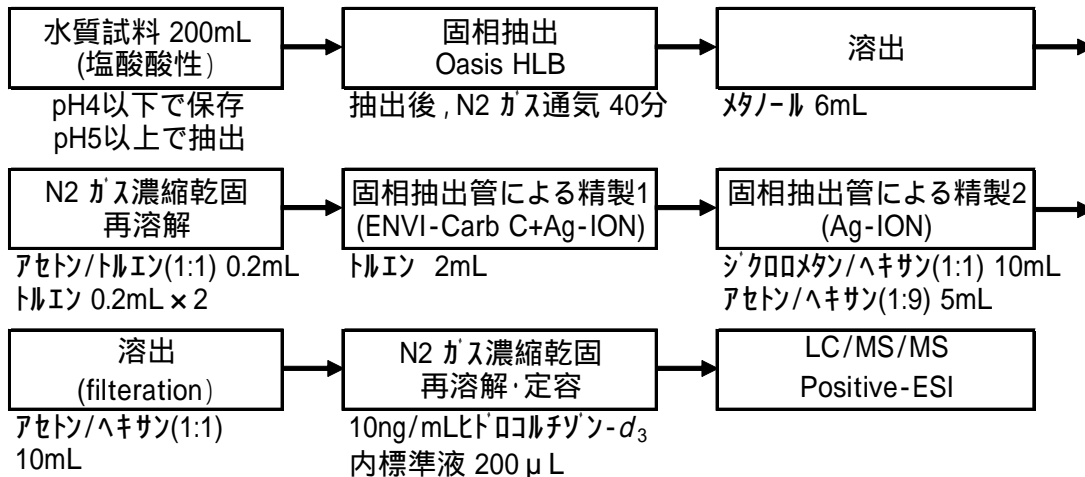 水質試料 200mL
(塩酸酸性)
pH4以下で保存
pH5以上で抽出
固相抽出
Oasis HLB
抽出後, N2 ｶﾞｽ通気 40分
溶出
ﾒﾀﾉｰﾙ 6mL
N2 ｶﾞｽ濃縮乾固
再溶解
ｱｾﾄﾝ/ﾄﾙｴﾝ(1:1) 0.2mL
ﾄﾙｴﾝ 0.2mL × 2
固相抽出管による精製1
(ENVI-Carb C+Ag-ION)
ﾄﾙｴﾝ 2mL
固相抽出管による精製2
(Ag-ION)
ｼﾞｸﾛﾛﾒﾀﾝ/ﾍｷｻﾝ(1:1) 10mL
ｱｾﾄﾝ/ﾍｷｻﾝ(1:9) 5mL
溶出
(filteration)
ｱｾﾄﾝ/ﾍｷｻﾝ(1:1)
10mL
N2 ｶﾞｽ濃縮乾固
再溶解･定容
10ng/mLﾋﾄﾞﾛｺﾙﾁｿﾞﾝ-d3
内標準液 200μL
LC/MS/MS
Positive-ESI